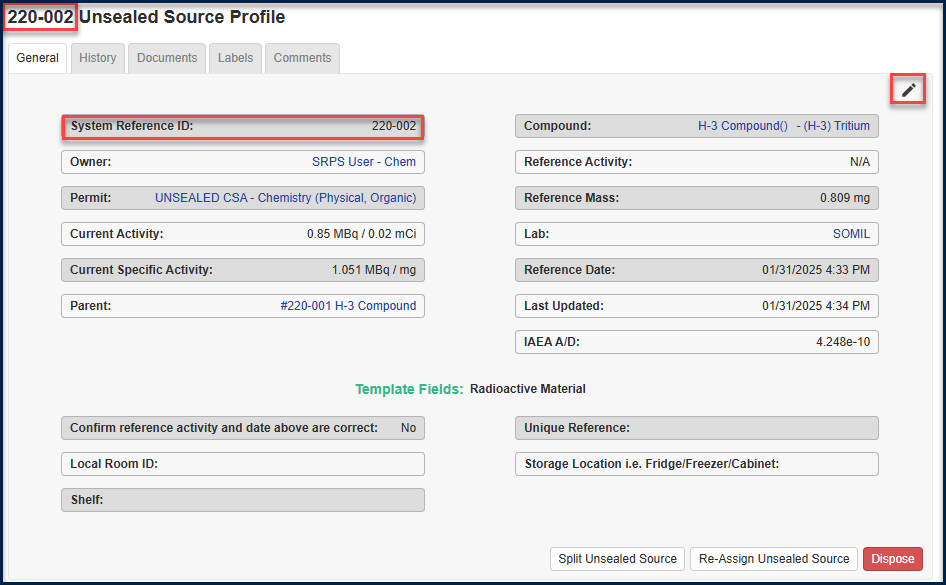 220-002 Unsealed Source Profile
General History Documents Labels Comments
System Reference ID: 220-002
Compound: H-3 Compound() - (H-3) Tritium
Owner: SRPS User - Chem
Reference Activity: N/A
Permit: UNSEALED CSA - Chemistry (Physical, Organic)
Reference Mass: 0.809 mg
Current Activity: 0.85 MBq / 0.02 mCi
Lab: SOMIL
Current Specific Activity: 1.051 MBq / mg
Reference Date: 01/31/2025 4:33 PM
Parent: #220-001 H-3 Compound
Last Updated: 01/31/2025 4:34 PM
IAEA A/D: 4.248e-10
Template Fields: Radioactive Material
Confirm reference activity and date above are correct: No
Unique Reference:
Local Room ID:
Storage Location i.e. Fridge/Freezer/Cabinet:
Shelf:
Split Unsealed Source Re-Assign Unsealed Source Dispose